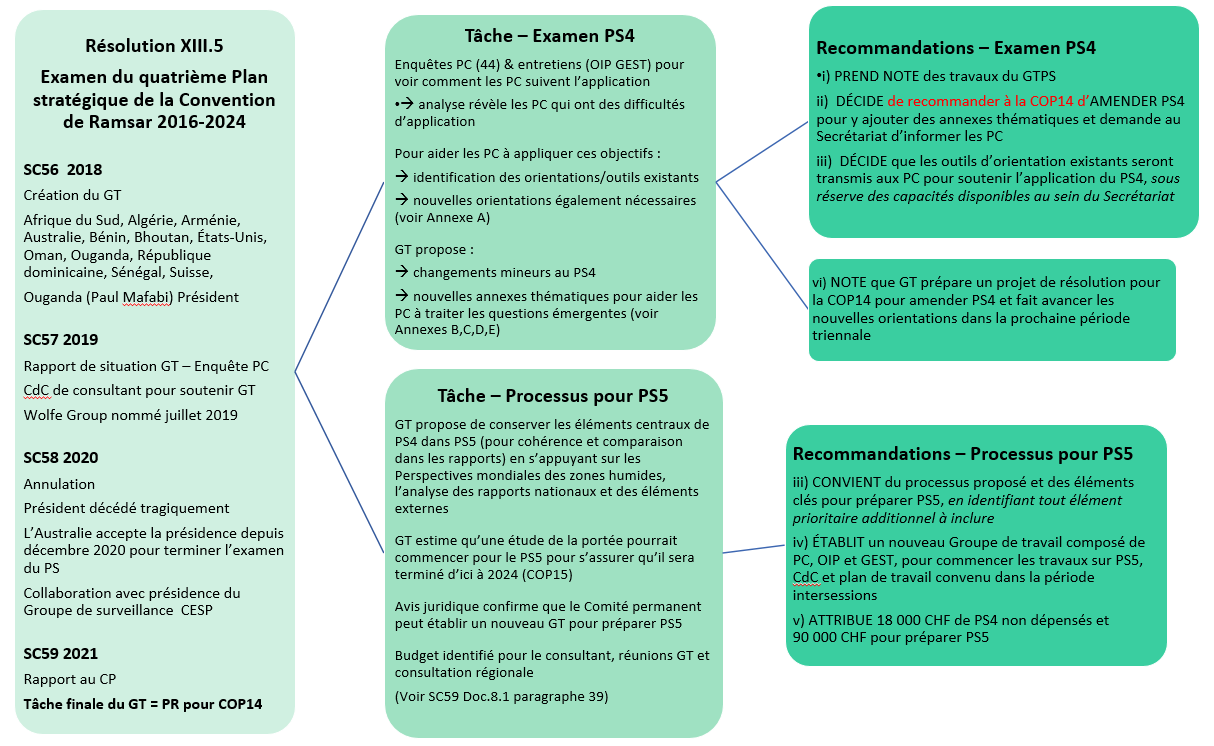 Résolution XIII.5
Examen du quatrième Plan
stratégique de la Convention
de Ramsar 2016-2024
SC56  2018
Création du GT
Afrique du Sud, Algérie, Arménie,
Australie, Bénin, Bhoutan, États-Unis,
Oman, Ouganda, République
dominicaine, Sénégal, Suisse,
Ouganda (Paul Mafabi) Président
SC57 2019
Rapport de situation GT – Enquête PC
CdC de consultant pour soutenir GT
Wolfe Group nommé juillet 2019
SC58 2020
Annulation
Président décédé tragiquement
L’Australie accepte la présidence depuis
décembre 2020 pour terminer l’examen
du PS
Collaboration avec présidence du
Groupe de surveillance  CESP
SC59 2021
Rapport au CP
Tâche finale du GT = PR pour COP14
Tâche – Examen PS4
Enquêtes PC (44) & entretiens (OIP GEST) pour
voir comment les PC suivent l’application
•→ analyse révèle les PC qui ont des difficultés
d’application
Pour aider les PC à appliquer ces objectifs :
→ identification des orientations/outils existants
→ nouvelles orientations également nécessaires
(voir Annexe A)
GT propose :
→ changements mineurs au PS4
→ nouvelles annexes thématiques pour aider les
PC à traiter les questions émergentes (voir
Annexes B,C,D,E)
Tâche – Processus pour PS5
GT propose de conserver les éléments centraux de
PS4 dans PS5 (pour cohérence et comparaison
dans les rapports) en s’appuyant sur les
Perspectives mondiales des zones humides,
l’analyse des rapports nationaux et des éléments
externes
GT estime qu’une étude de la portée pourrait
commencer pour le PS5 pour s’assurer qu’il sera
terminé d’ici à 2024 (COP15)
Avis juridique confirme que le Comité permanent
peut établir un nouveau GT pour préparer PS5
Budget identifié pour le consultant, réunions GT et
consultation régionale
(Voir SC59 Doc.8.1 paragraphe 39)
Recommandations – Examen PS4
•i) PREND NOTE des travaux du GTPS
ii)  DÉCIDE de recommander à la COP14 d’AMENDER PS4
pour y ajouter des annexes thématiques et demande au
Secrétariat d’informer les PC
iii)  DÉCIDE que les outils d’orientation existants seront
transmis aux PC pour soutenir l’application du PS4, sous
réserve des capacités disponibles au sein du Secrétariat
vi) NOTE que GT prépare un projet de résolution pour
la COP14 pour amender PS4 et fait avancer les
nouvelles orientations dans la prochaine période
triennale
Recommandations – Processus pour PS5
iii) CONVIENT du processus proposé et des éléments
clés pour préparer PS5, en identifiant tout élément
prioritaire additionnel à inclure
iv) ÉTABLIT un nouveau Groupe de travail composé de
PC, OIP et GEST, pour commencer les travaux sur PS5,
CdC et plan de travail convenu dans la période
intersessions
v) ATTRIBUE 18 000 CHF de PS4 non dépensés et
90 000 CHF pour préparer PS5